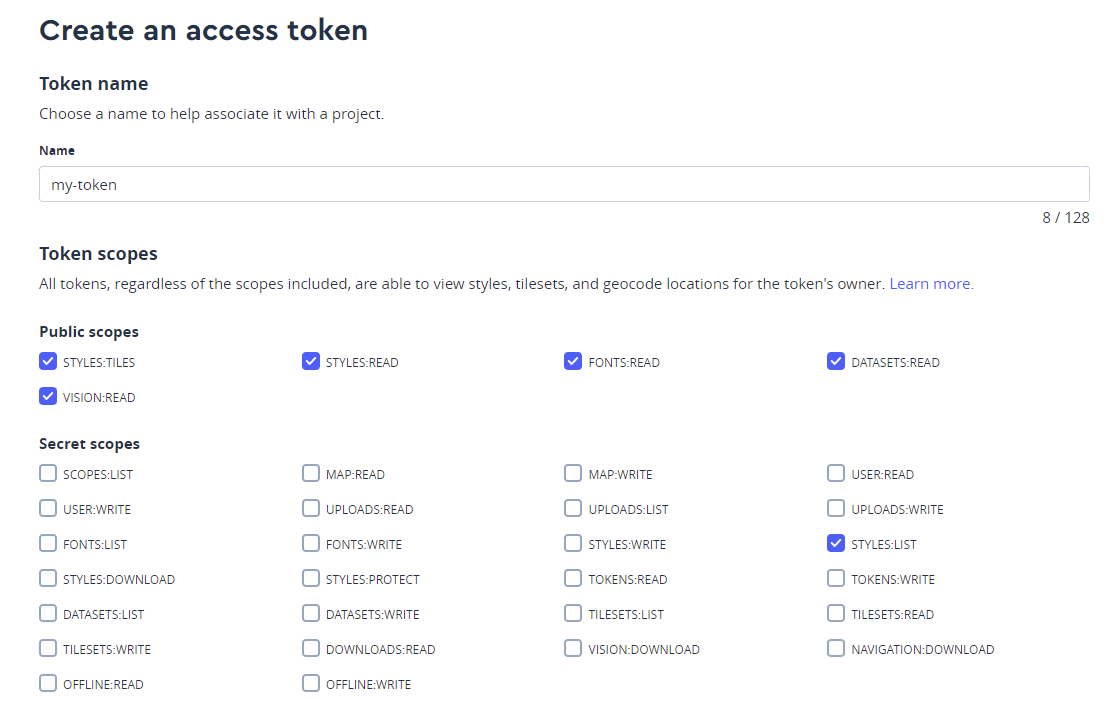 Create an access token
Token name
Choose a name to help associate it with a project.
Name
my-token
8 / 128
Token scopes
All tokens, regardless of the scopes included, are able to view styles, tilesets, and geocode locations for the token's owner. Learn more.
Public scopes
STYLES:TILES STYLES:READ FONTS:READ DATASETS:READ
VISION:READ
Secret scopes
SCOPES:LIST MAP:READ MAP:WRITE USER:READ
USER:WRITE UPLOADS:READ UPLOADS:LIST UPLOADS:WRITE
FONTS:LIST FONTS:WRITE STYLES:WRITE STYLES:LIST
STYLES:DOWNLOAD STYLES:PROTECT TOKENS:READ TOKENS:WRITE
DATASETS:LIST DATASETS:WRITE TILESETS:LIST TILESETS:READ
TILESETS:WRITE DOWNLOADS:READ VISION:DOWNLOAD NAVIGATION:DOWNLOAD
OFFLINE:READ OFFLINE:WRITE